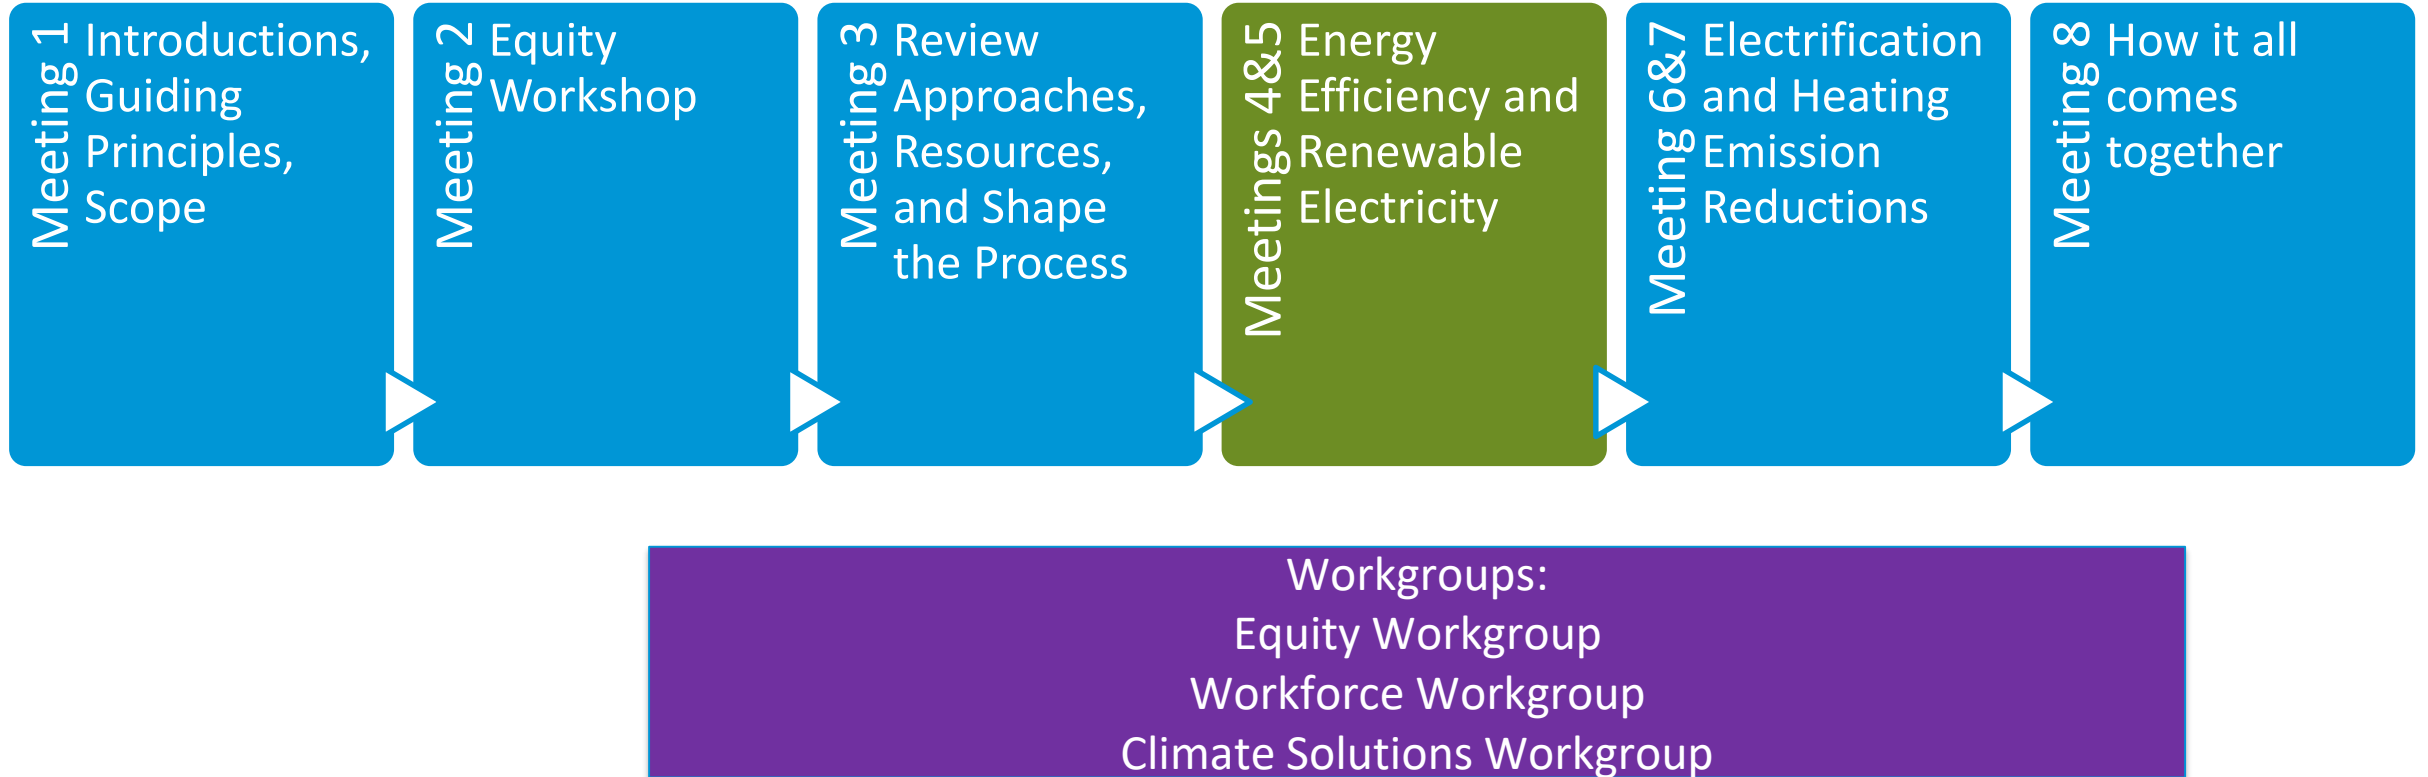 Meeting 1
Introductions,
Guiding
Principles,
Scope
Meeting 2
Equity
Workshop
Meeting 3
Review
Approaches,
Resources,
and Shape
the Process
Meetings 4&5
Energy
Efficiency and
Renewable
Electricity
Meeting 6&7
Electrification
and Heating
Emission
Reductions
Meeting 8
How it all
comes
together
Workgroups:
Equity Workgroup
Workforce Workgroup
Climate Solutions Workgroup